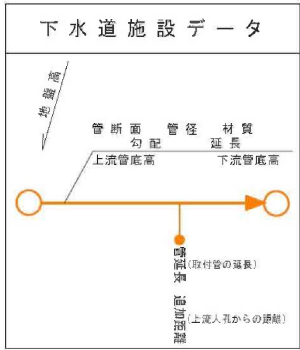 下水道施設データ
地盤高
管断面 管径 材質
勾配 延長
上流管底高 下流管底高
管延長 (取付管の延長)
追加距離 (上流人孔からの距離)